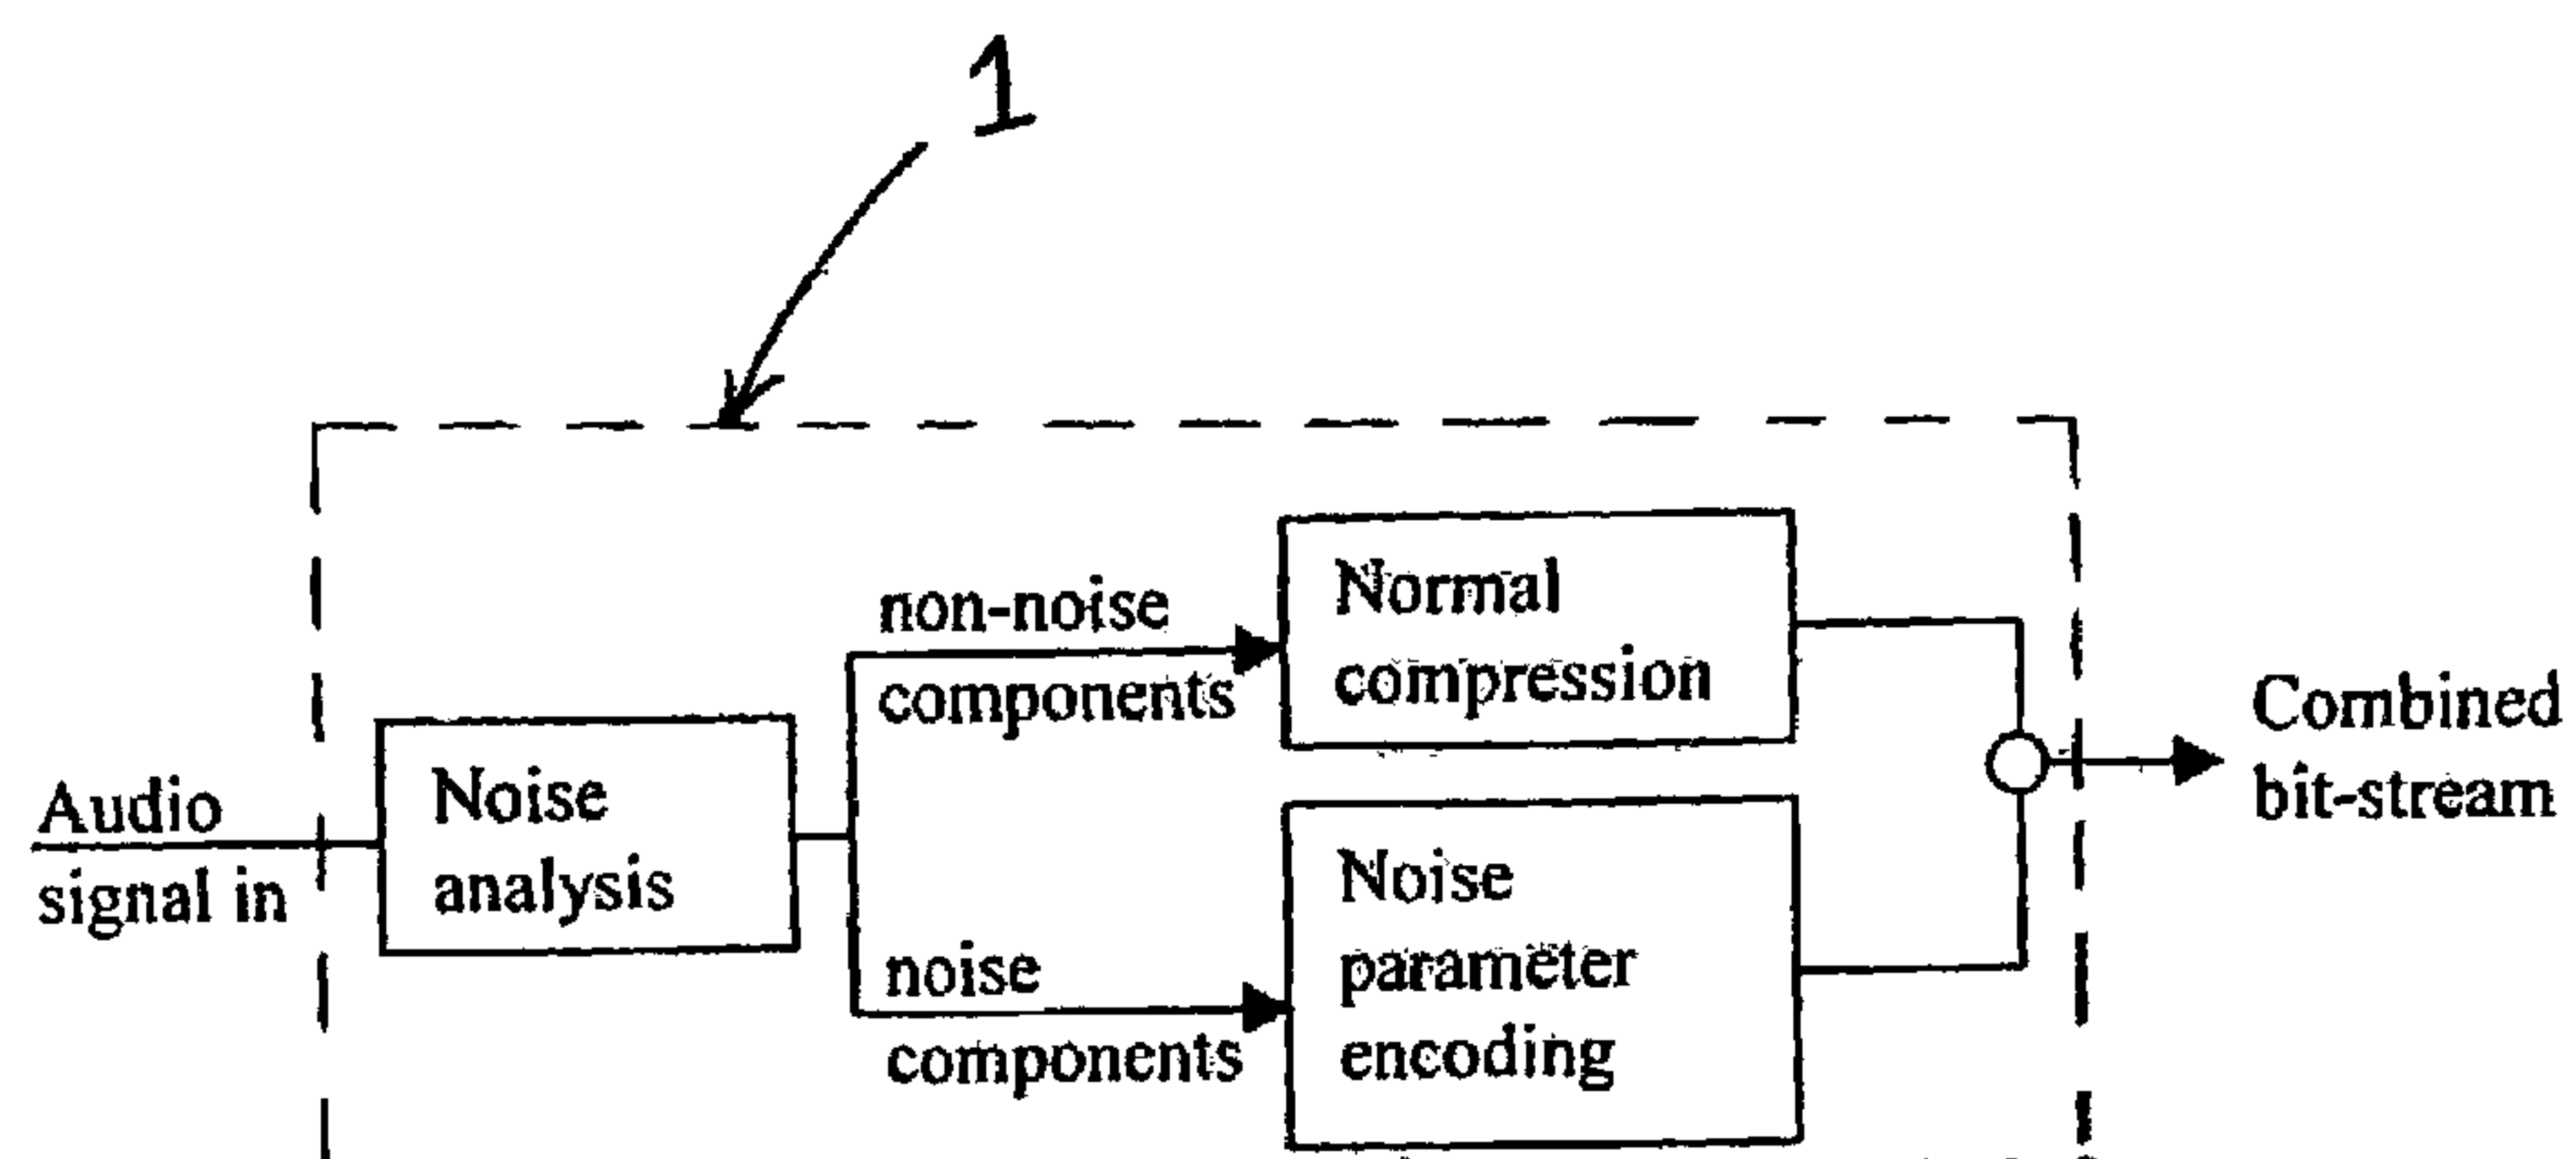 1
Audio
signal in
Noise
analysis
non-noise
components
noise
components
Normal
compression
Noise
parameter
encoding
Combined
bit-stream